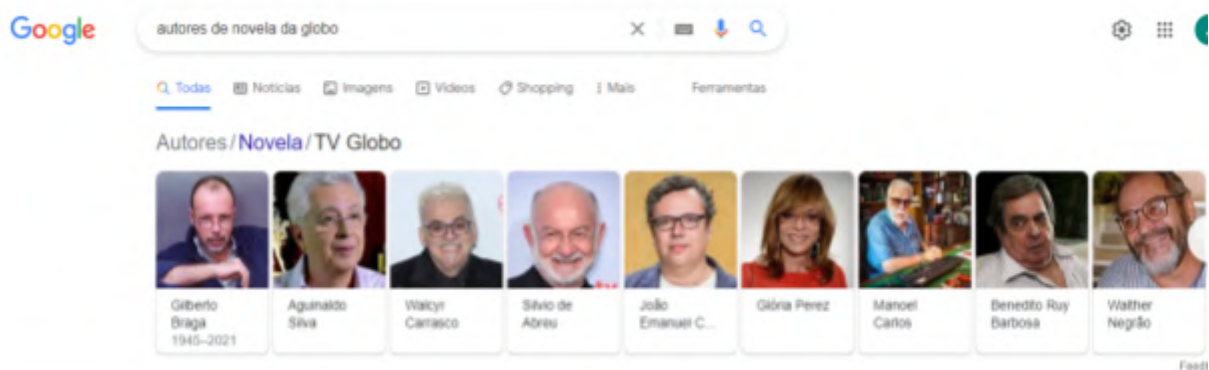 Google
autores de novela da globo
Todas Notícias Imagens Vídeos Shopping Mais Ferramentas
Autores / Novela / TV Globo
Gilberto Braga 1945–2021
Aguinaldo Silva
Walcyr Carrasco
Silvio de Abreu
João Emanuel C...
Glória Perez
Manoel Carlos
Benedito Ruy Barbosa
Walther Negrão